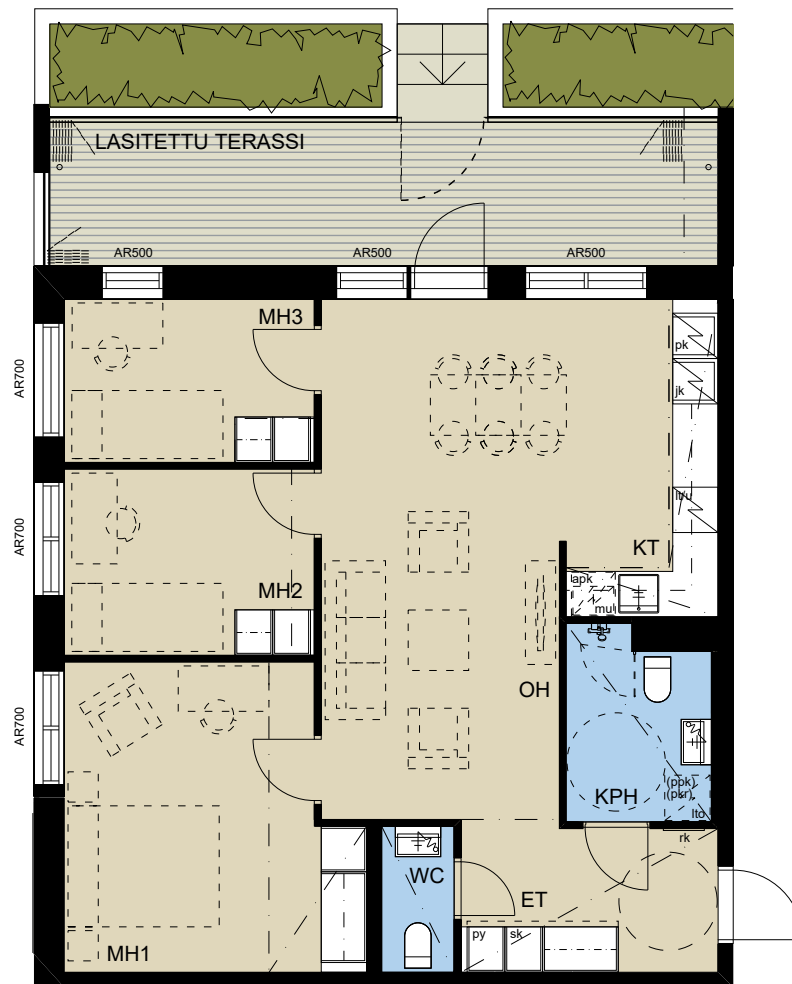 LASITETTU TERASSI
AR500
AR500
AR500
MH3
pk
AR700
jk
lt/u
AR700
KT
apk
mu
MH2
OH
AR700
KPH
(ppk)
(pkr)
lto
rk
WC
ET
py
sk
MH1